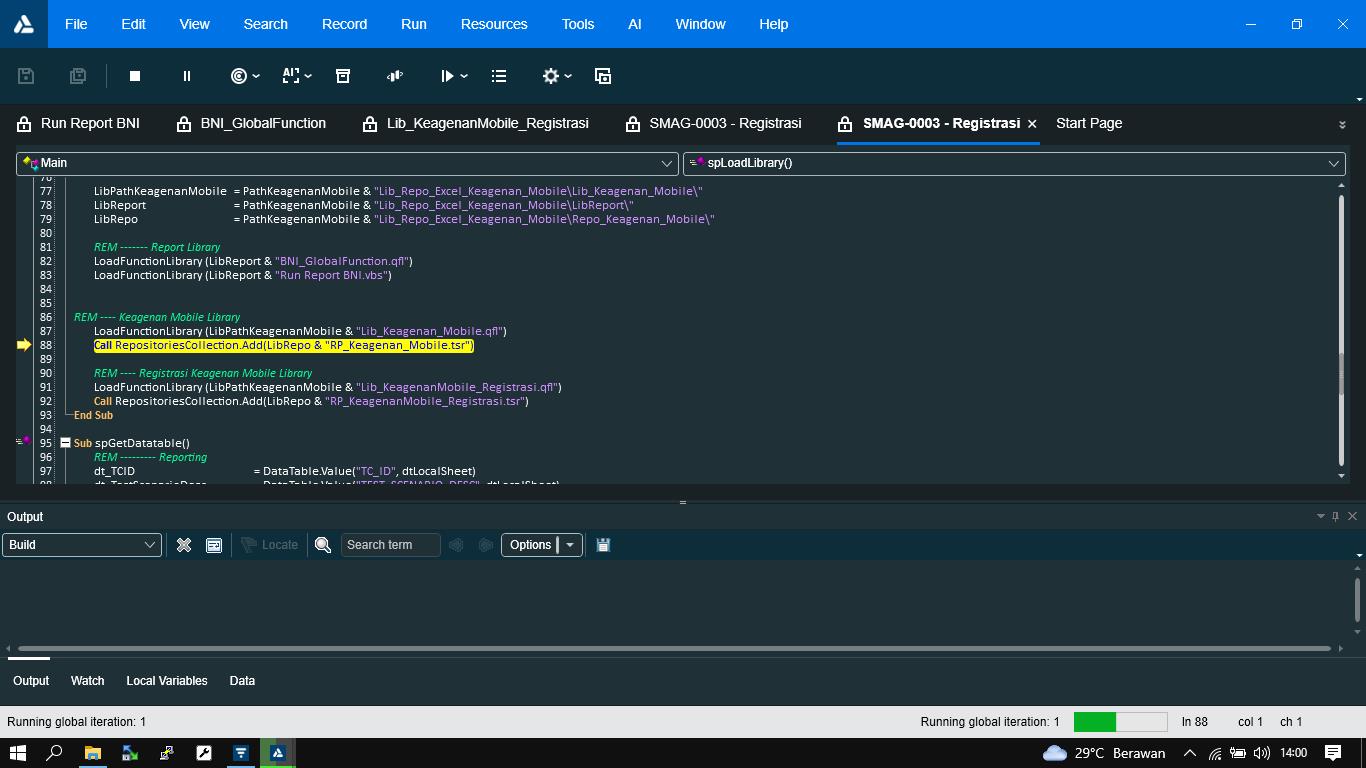 File Edit View Search Record Run Resources Tools AI Window Help
Run Report BNI BNI_GlobalFunction Lib_KeagenanMobile_Registrasi SMAG-0003 - Registrasi SMAG-0003 - Registrasi Start Page
Main spLoadLibrary()
76
77 LibPathKeagenanMobile = PathKeagenanMobile & "Lib_Repo_Excel_Keagenan_Mobile\Lib_Keagenan_Mobile\"
78 LibReport = PathKeagenanMobile & "Lib_Repo_Excel_Keagenan_Mobile\LibReport\"
79 LibRepo = PathKeagenanMobile & "Lib_Repo_Excel_Keagenan_Mobile\Repo_Keagenan_Mobile\"
80
81 REM ------- Report Library
82 LoadFunctionLibrary (LibReport & "BNI_GlobalFunction.qfl")
83 LoadFunctionLibrary (LibReport & "Run Report BNI.vbs")
84
85
86 REM ---- Keagenan Mobile Library
87 LoadFunctionLibrary (LibPathKeagenanMobile & "Lib_Keagenan_Mobile.qfl")
88 Call RepositoriesCollection.Add(LibRepo & "RP_Keagenan_Mobile.tsr")
89
90 REM ---- Registrasi Keagenan Mobile Library
91 LoadFunctionLibrary (LibPathKeagenanMobile & "Lib_KeagenanMobile_Registrasi.qfl")
92 Call RepositoriesCollection.Add(LibRepo & "RP_KeagenanMobile_Registrasi.tsr")
93 End Sub
94
95 Sub spGetDatatable()
96 REM --------- Reporting
97 dt_TCID = DataTable.Value("TC_ID", dtLocalSheet)
98 dt_TestScenarioDesc = DataTable.Value("TEST_SCENARIO_DESC", dtLocalSheet)
Output
Build Locate Search term Options
Output Watch Local Variables Data
Running global iteration: 1 Running global iteration: 1 ln 88 col 1 ch 1
29°C Berawan 14:00